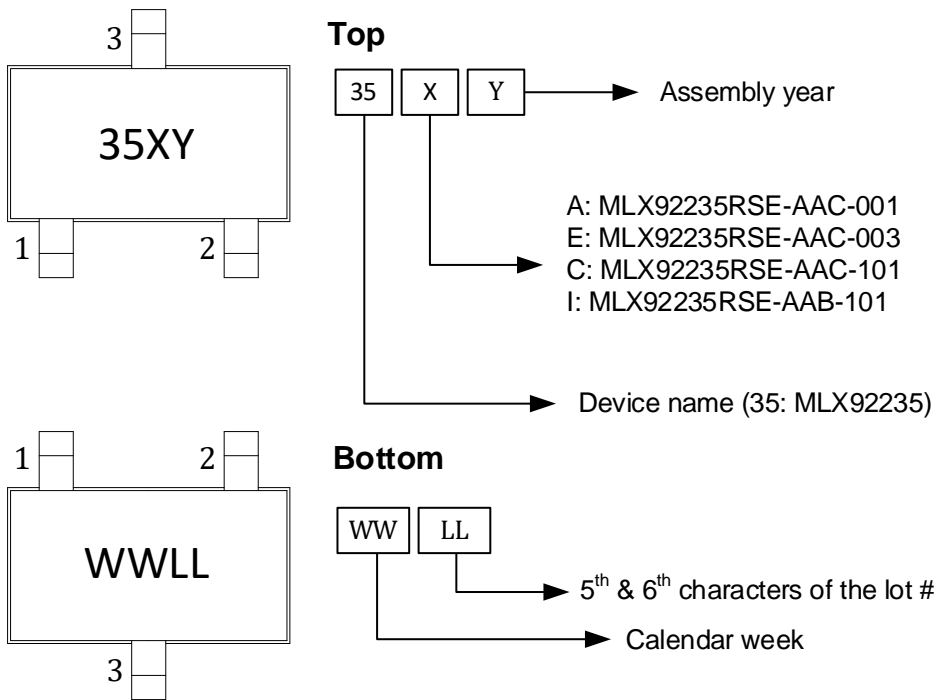 3
Top
35 X Y
Assembly year
35XY
A: MLX92235RSE-AAC-001
E: MLX92235RSE-AAC-003
C: MLX92235RSE-AAC-101
I: MLX92235RSE-AAB-101
1 2
Device name (35: MLX92235)
1 2
Bottom
WW LL
WWLL
5th & 6th characters of the lot #
Calendar week
3